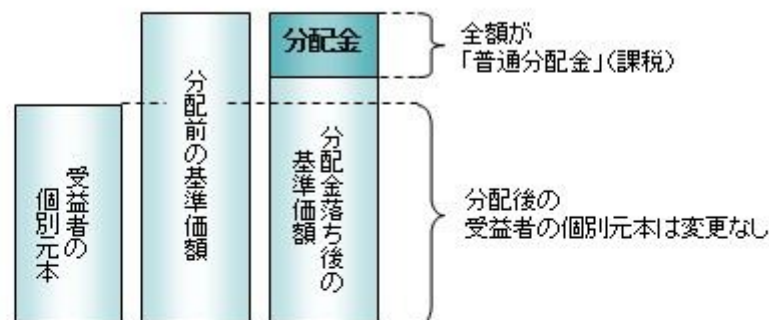 受益者の
個別元本
分配前の基準価額
分配金
分配金落ち後の
基準価額
全額が
「普通分配金」(課税)
分配後の
受益者の個別元本は変更なし